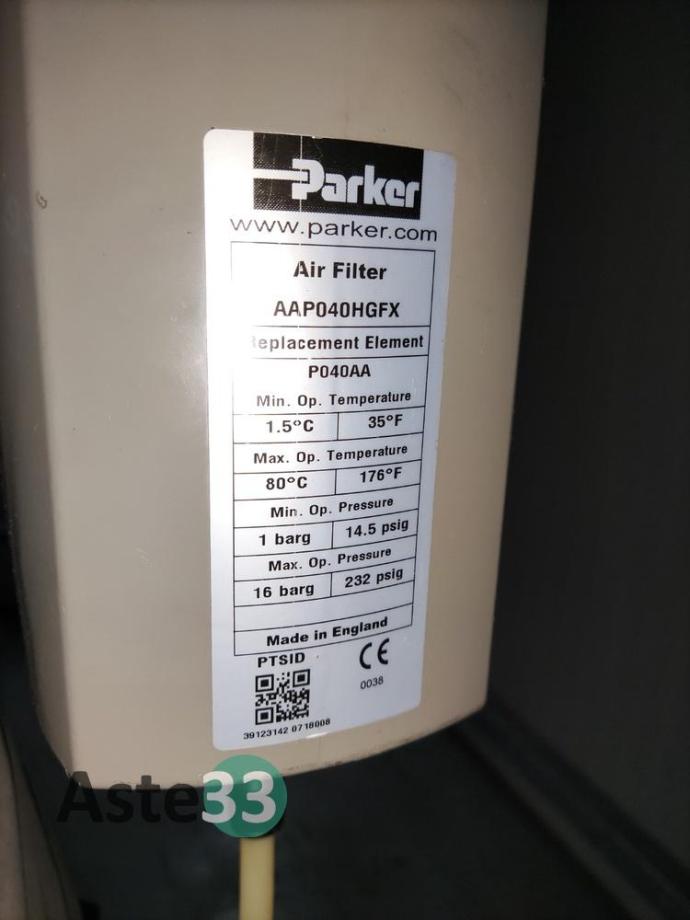 Parker
www.parker.com
Air Filter
AAP040HGFX
Replacement Element
P040AA
Min. Op. Temperature
1.5°C 35°F
Max. Op. Temperature
80°C 176°F
Min. Op. Pressure
1 barg 14.5 psig
Max. Op. Pressure
16 barg 232 psig
Made in England
PTSID
CE
0038
39123142 0718008
Aste33